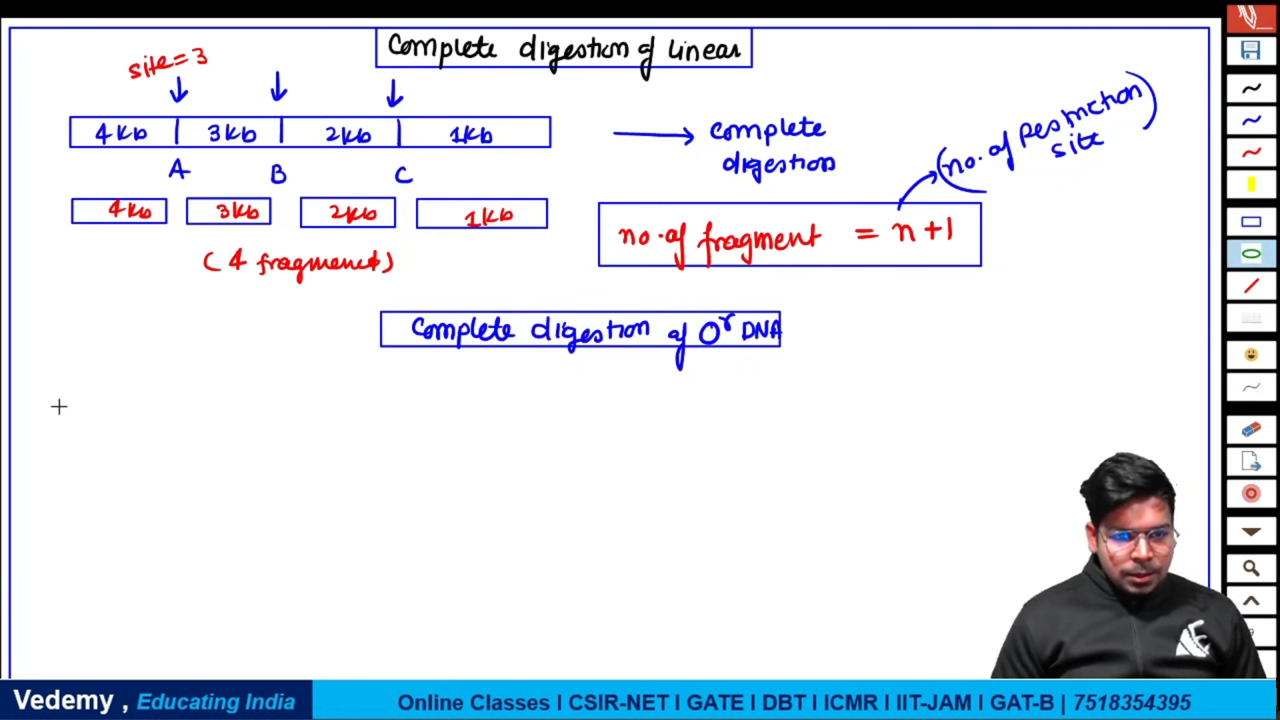 Complete digestion of linear
site=3
4kb 3kb 2kb 1kb
A B C
complete
digestion
(no. of restriction
site)
4kb 3kb 2kb 1kb
(4 fragment)
no. of fragment = n+1
Complete digestion of Oʳ DNA
Vedemy , Educating India
Online Classes I CSIR-NET I GATE I DBT I ICMR I IIT-JAM I GAT-B | 7518354395